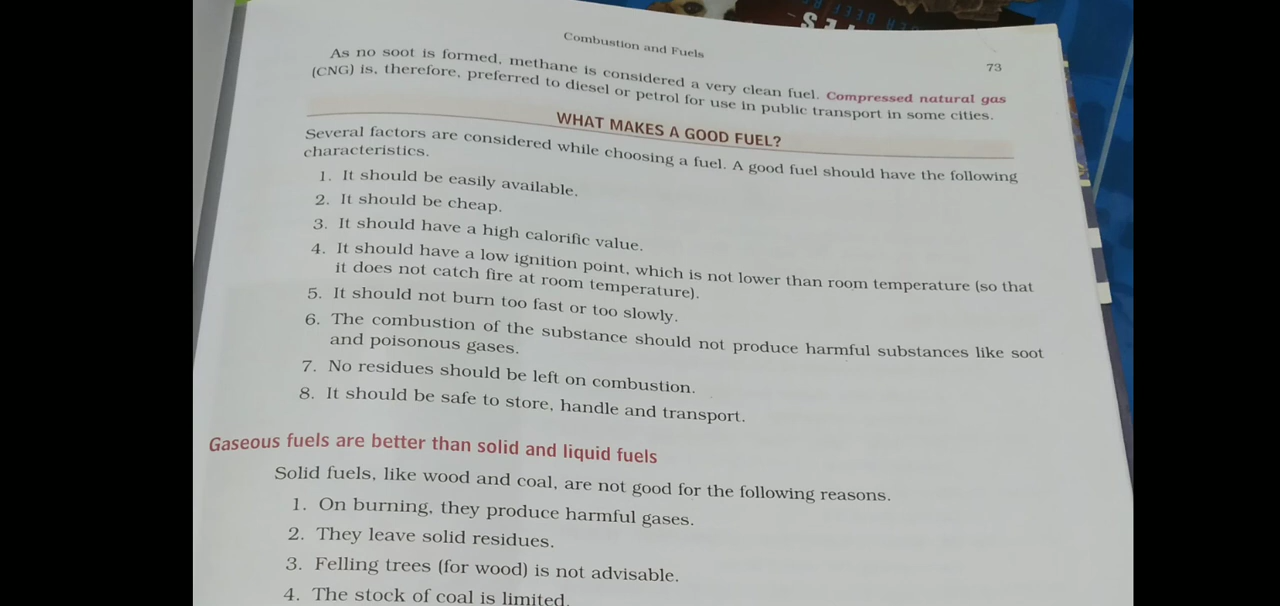 Combustion and Fuels
73
As no soot is formed, methane is considered a very clean fuel. Compressed natural gas
(CNG) is, therefore, preferred to diesel or petrol for use in public transport in some cities.
WHAT MAKES A GOOD FUEL?
Several factors are considered while choosing a fuel. A good fuel should have the following
characteristics.
1. It should be easily available.
2. It should be cheap.
3. It should have a high calorific value.
4. It should have a low ignition point, which is not lower than room temperature (so that
it does not catch fire at room temperature).
5. It should not burn too fast or too slowly.
6. The combustion of the substance should not produce harmful substances like soot
and poisonous gases.
7. No residues should be left on combustion.
8. It should be safe to store, handle and transport.
Gaseous fuels are better than solid and liquid fuels
Solid fuels, like wood and coal, are not good for the following reasons.
1. On burning, they produce harmful gases.
2. They leave solid residues.
3. Felling trees (for wood) is not advisable.
4. The stock of coal is limited.